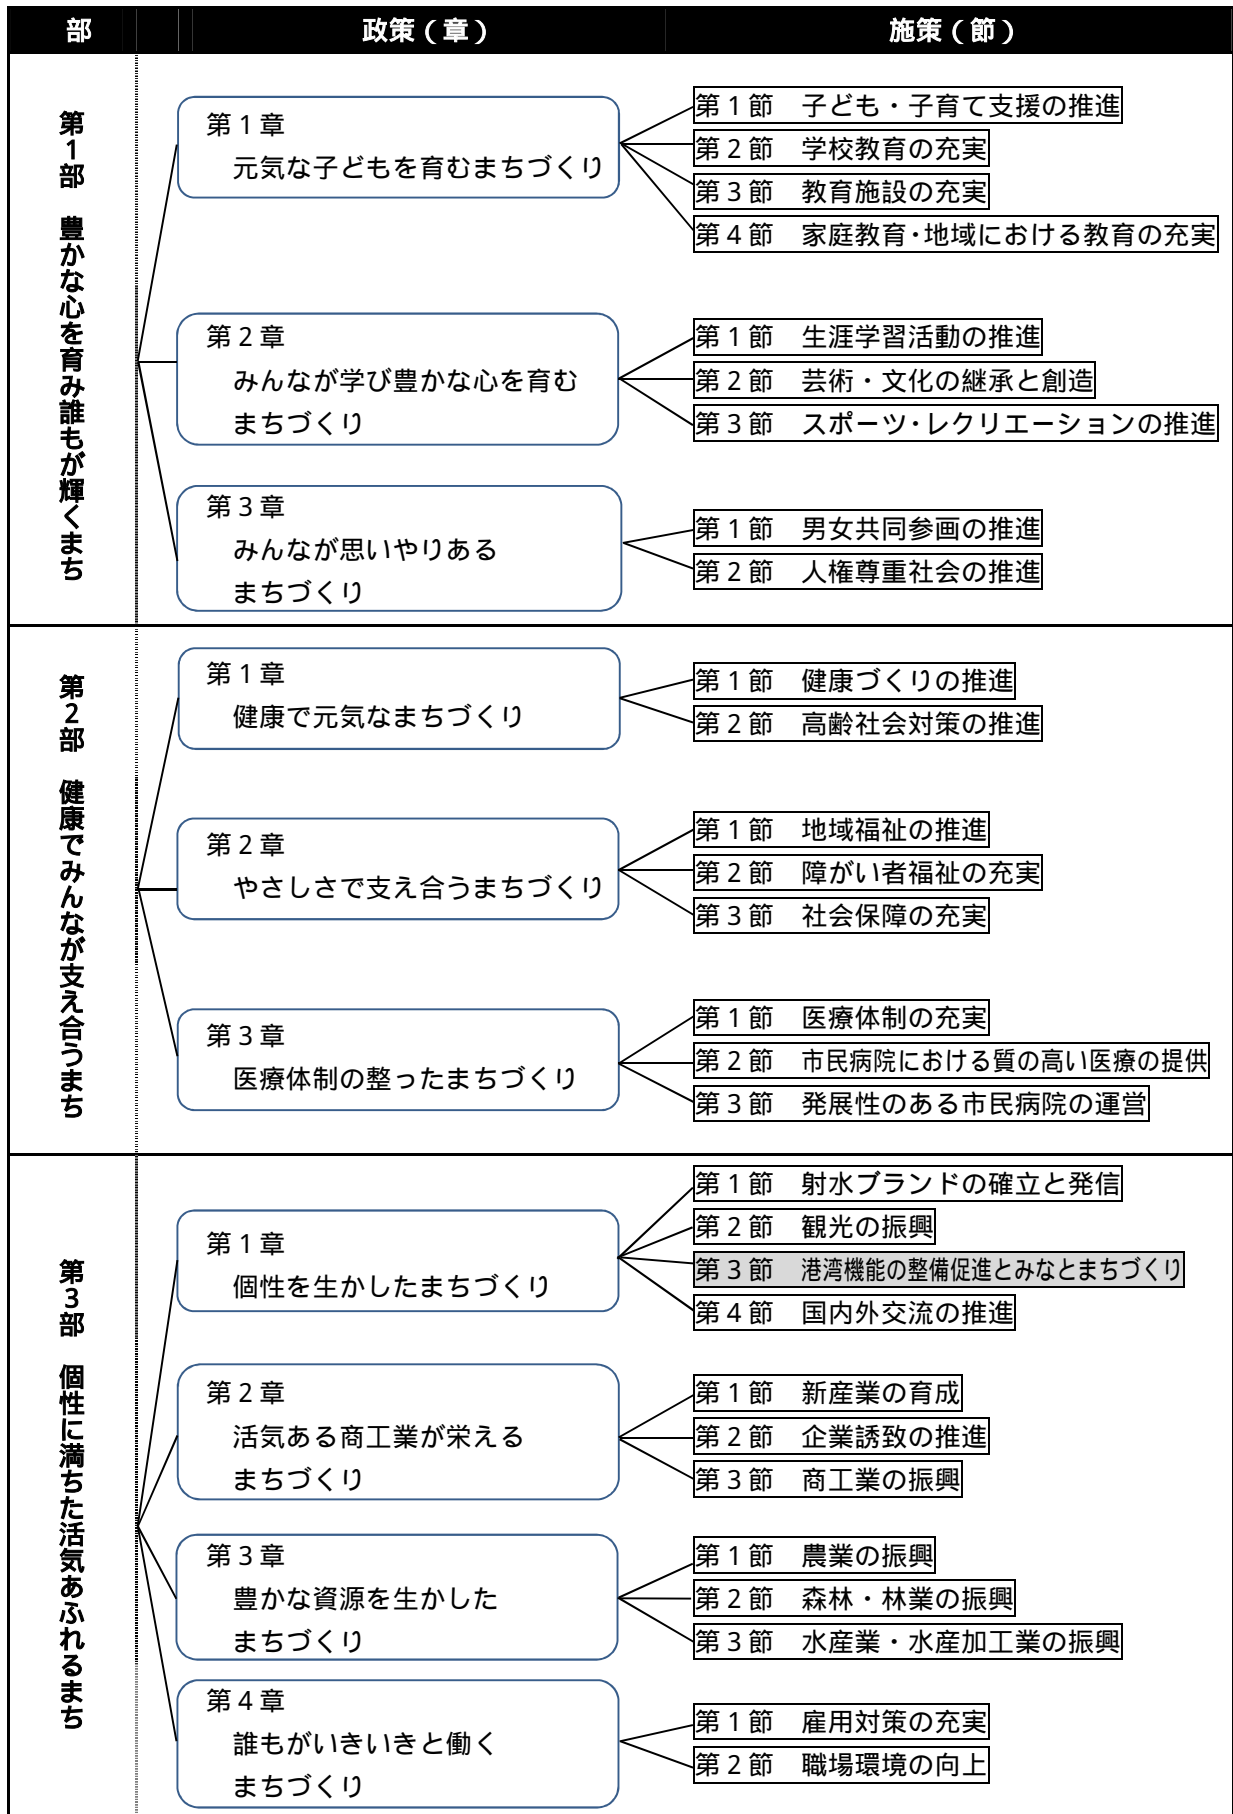 部 政策(章) 施策(節)
第1部 豊かな心を育み誰もが輝くまち
第1章
元気な子どもを育むまちづくり
第1節 子ども・子育て支援の推進
第2節 学校教育の充実
第3節 教育施設の充実
第4節 家庭教育・地域における教育の充実
第2章
みんなが学び豊かな心を育む
まちづくり
第1節 生涯学習活動の推進
第2節 芸術・文化の継承と創造
第3節 スポーツ・レクリエーションの推進
第3章
みんなが思いやりある
まちづくり
第1節 男女共同参画の推進
第2節 人権尊重社会の推進
第2部 健康でみんなが支え合うまち
第1章
健康で元気なまちづくり
第1節 健康づくりの推進
第2節 高齢社会対策の推進
第2章
やさしさで支え合うまちづくり
第1節 地域福祉の推進
第2節 障がい者福祉の充実
第3節 社会保障の充実
第3章
医療体制の整ったまちづくり
第1節 医療体制の充実
第2節 市民病院における質の高い医療の提供
第3節 発展性のある市民病院の運営
第3部 個性に満ちた活気あふれるまち
第1章
個性を生かしたまちづくり
第1節 射水ブランドの確立と発信
第2節 観光の振興
第3節 港湾機能の整備促進とみなとまちづくり
第4節 国内外交流の推進
第2章
活気ある商工業が栄える
まちづくり
第1節 新産業の育成
第2節 企業誘致の推進
第3節 商工業の振興
第3章
豊かな資源を生かした
まちづくり
第1節 農業の振興
第2節 森林・林業の振興
第3節 水産業・水産加工業の振興
第4章
誰もがいきいきと働く
まちづくり
第1節 雇用対策の充実
第2節 職場環境の向上